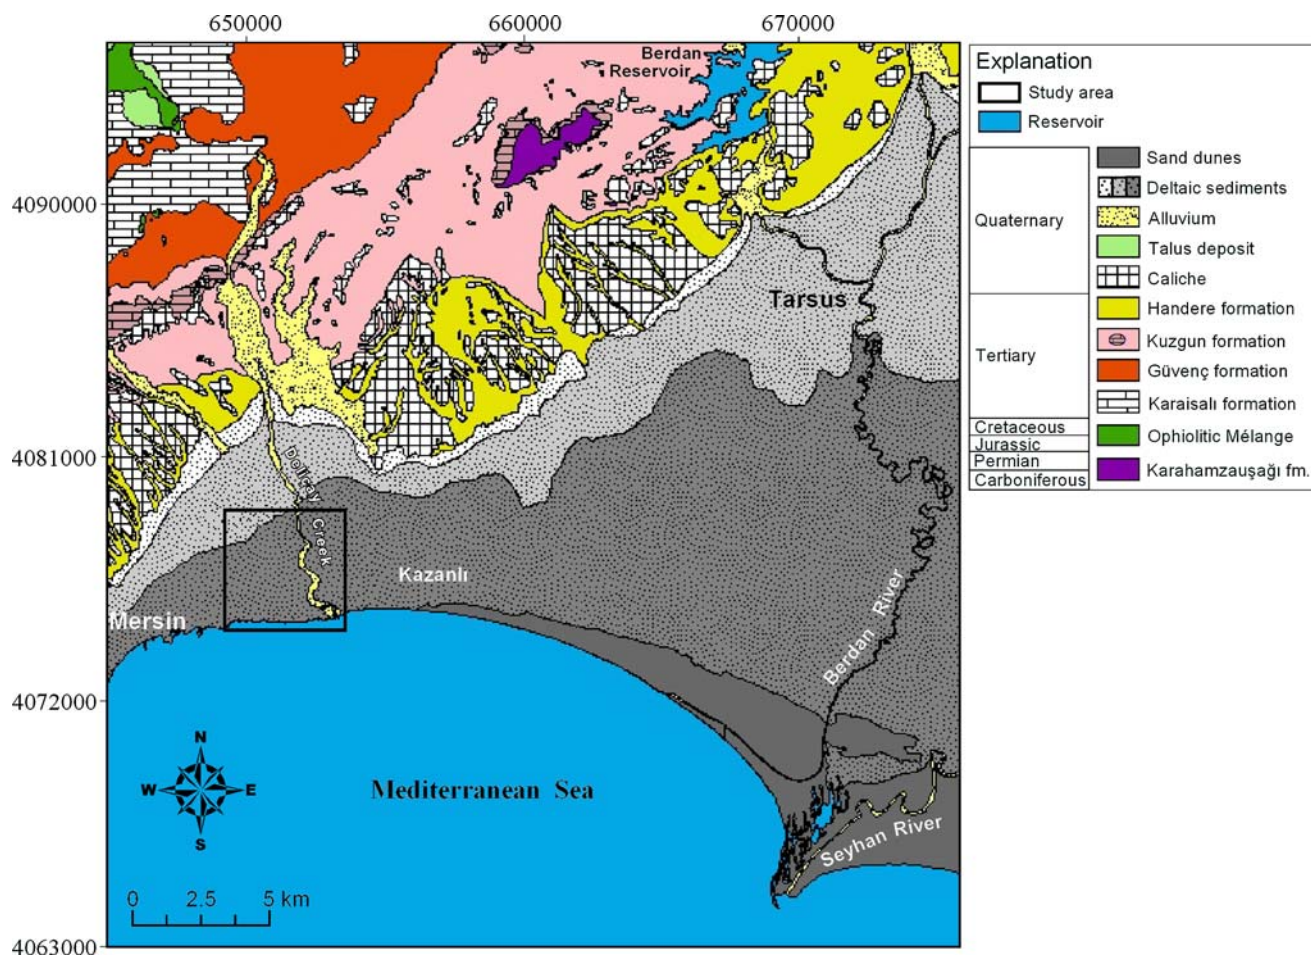 650000 660000 670000
4090000
4081000
4072000
4063000
Berdan
Reservoir
Tarsus
Deliçay
Creek
Kazanlı
Mersin
Berdan River
Seyhan River
Mediterranean Sea
N
W E
S
0 2.5 5 km
Explanation
Study area
Reservoir
Quaternary
Tertiary
Cretaceous
Jurassic
Permian
Carboniferous
Sand dunes
Deltaic sediments
Alluvium
Talus deposit
Caliche
Handere formation
Kuzgun formation
Güvenç formation
Karaisalı formation
Ophiolitic Mélange
Karahamzauşağı fm.